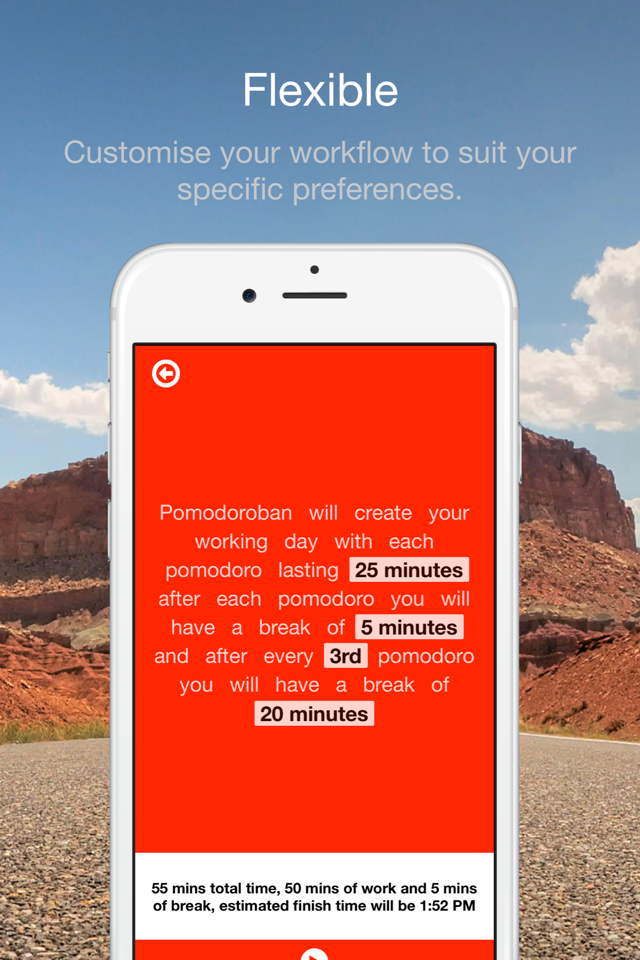 Flexible
Customise your workflow to suit your
specific preferences.
Pomodoroban will create your
working day with each
pomodoro lasting 25 minutes
after each pomodoro you will
have a break of 5 minutes
and after every 3rd pomodoro
you will have a break of
20 minutes
55 mins total time, 50 mins of work and 5 mins
of break, estimated finish time will be 1:52 PM